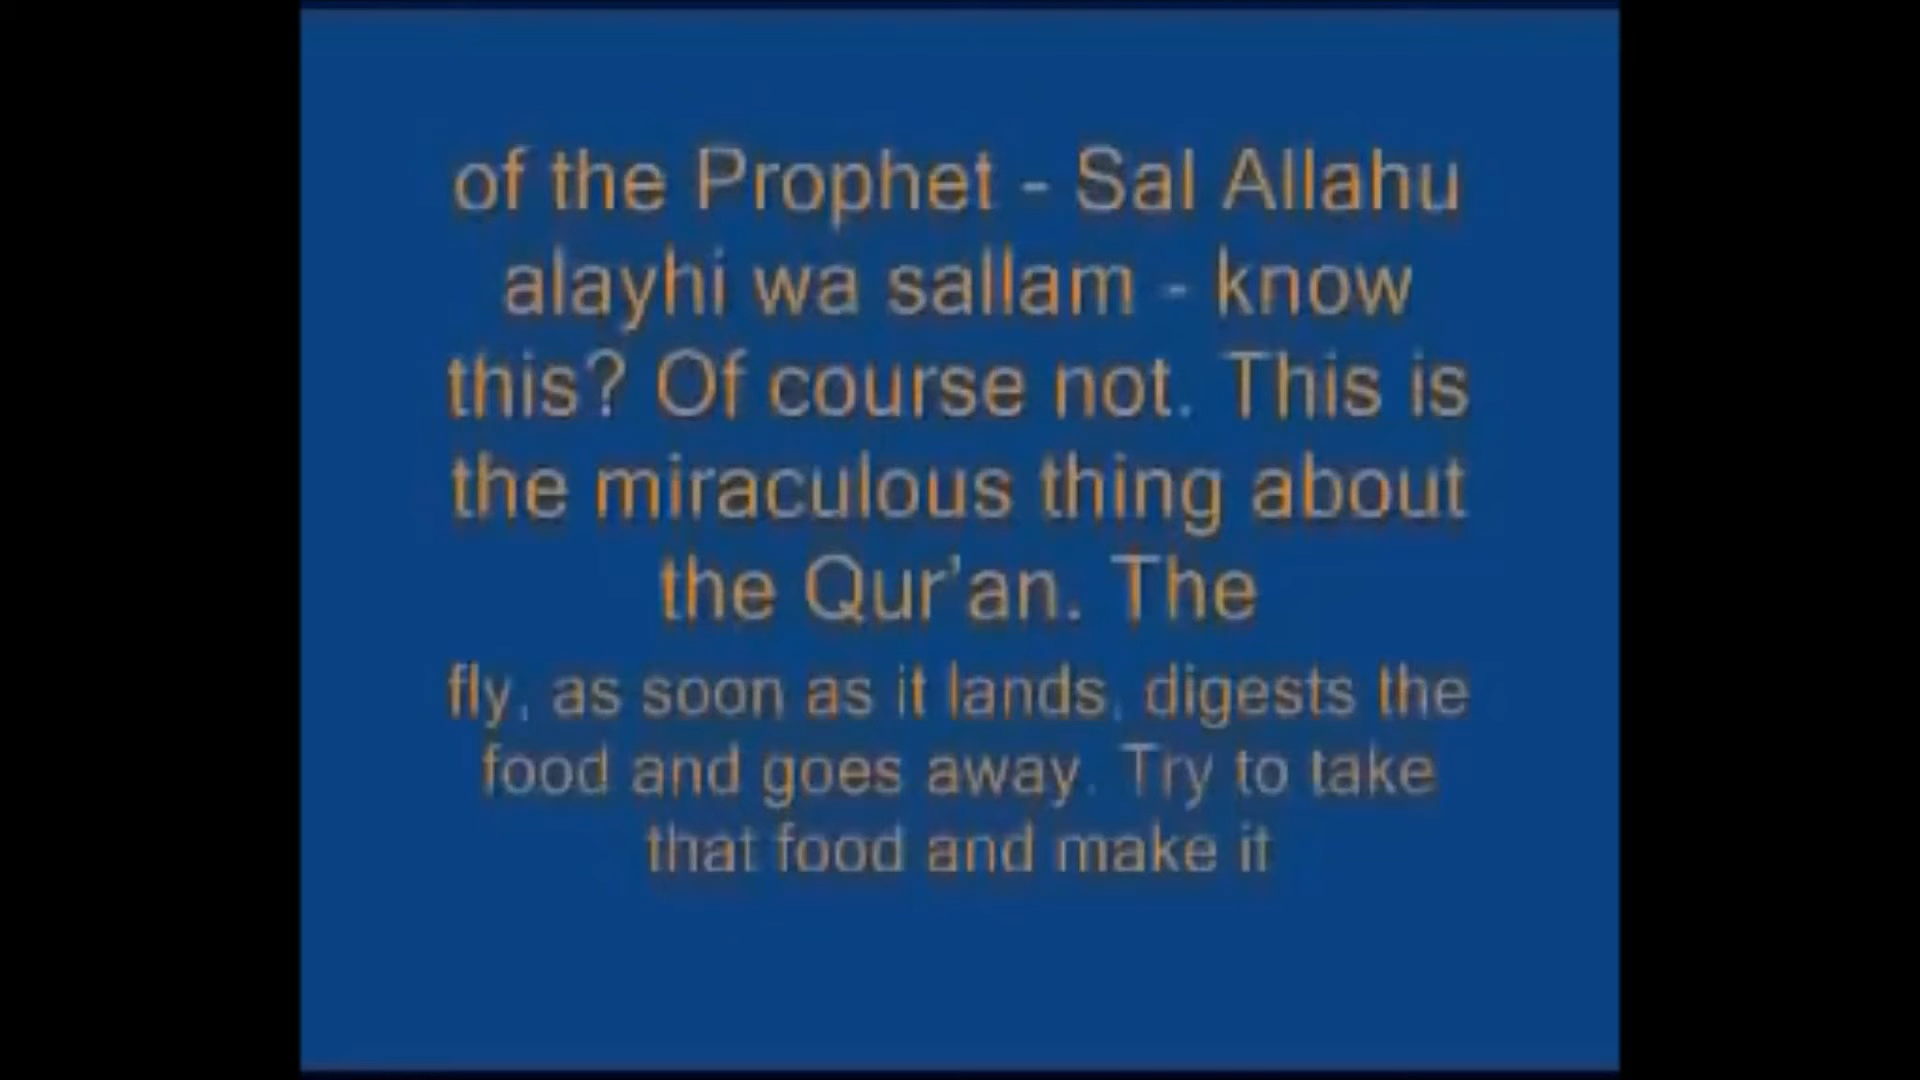 of the Prophet - Sal Allahu
alayhi wa sallam - know
this? Of course not. This is
the miraculous thing about
the Qur’an. The
fly, as soon as it lands, digests the
food and goes away. Try to take
that food and make it